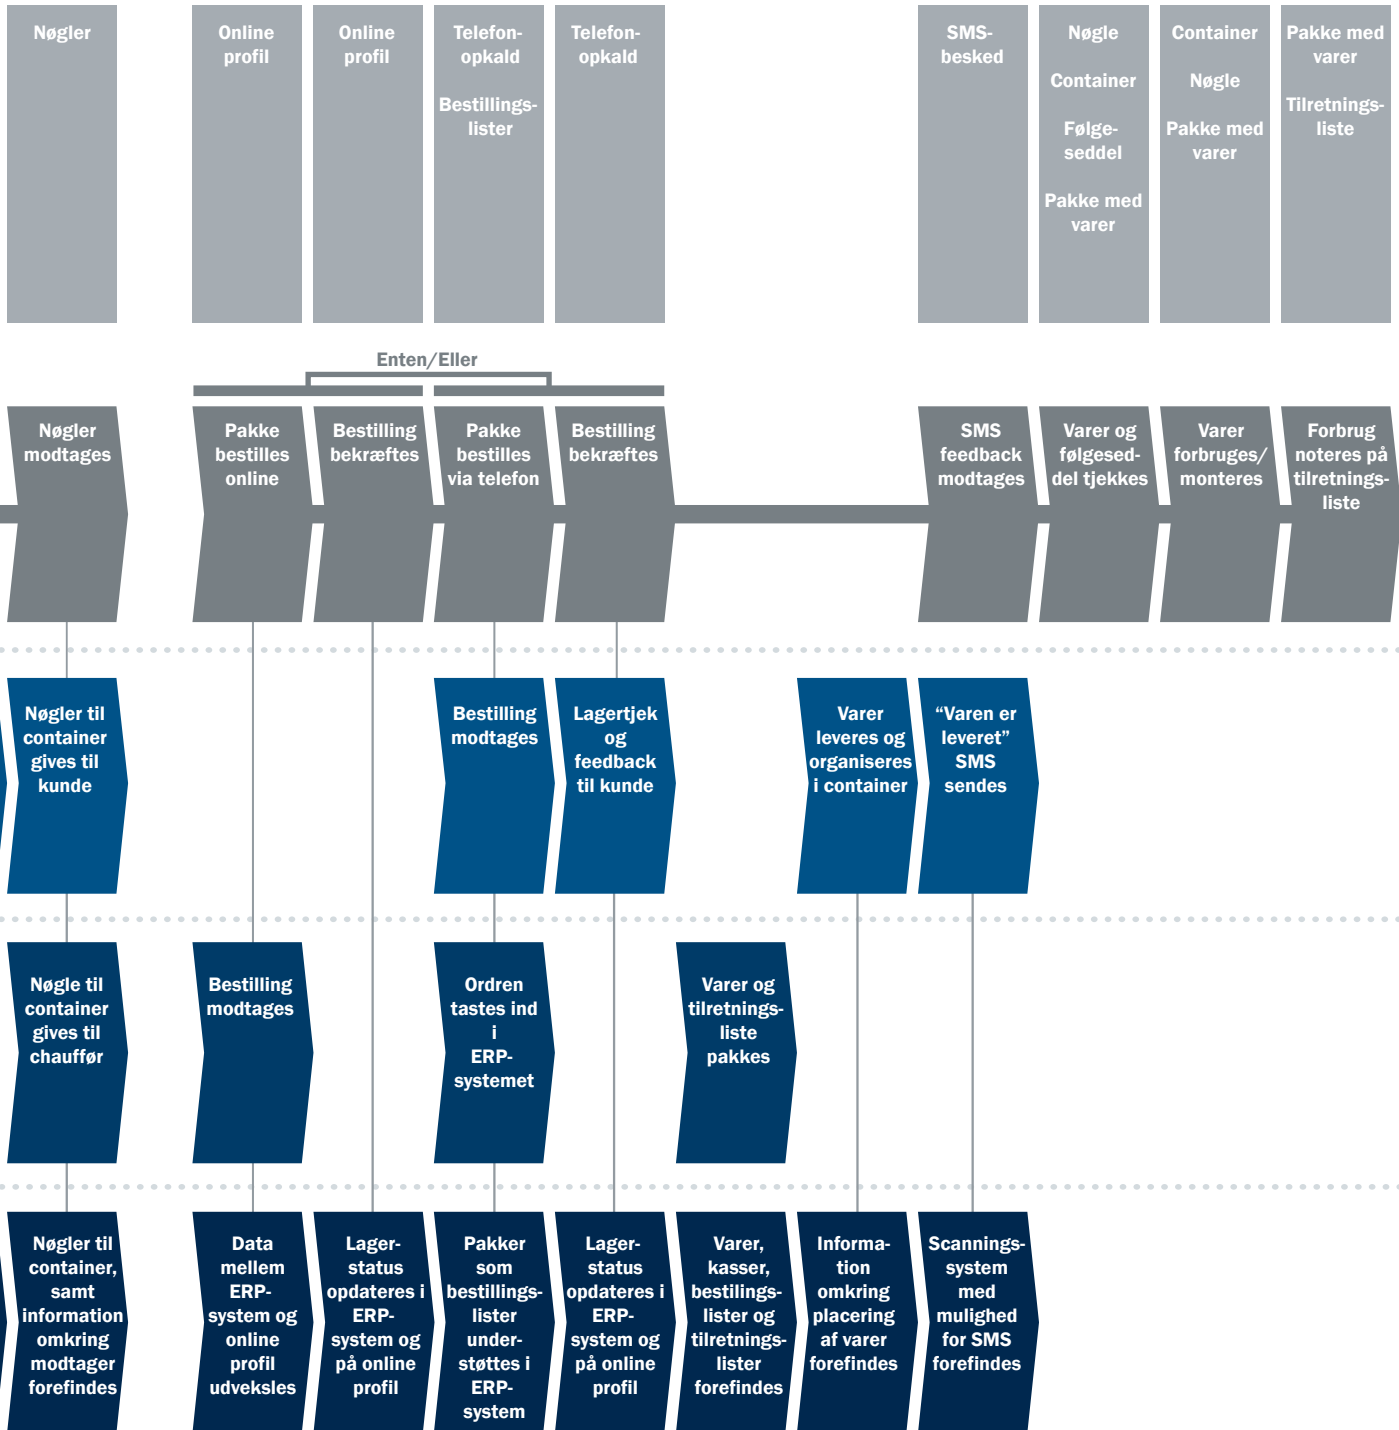 Nøgler
Online
profil
Online
profil
Telefon-
opkald
Bestillings-
lister
Telefon-
opkald
SMS-
besked
Nøgle
Container
Følge-
seddel
Pakke med
varer
Container
Nøgle
Pakke med
varer
Pakke med
varer
Tilretnings-
liste
Enten/Eller
Nøgler
modtages
Pakke
bestilles
online
Bestilling
bekræftes
Pakke
bestilles
via telefon
Bestilling
bekræftes
SMS
feedback
modtages
Varer og
følgesed-
del tjekkes
Varer
forbruges/
monteres
Forbrug
noteres på
tilretnings-
liste
Nøgler til
container
gives til
kunde
Bestilling
modtages
Lagertjek
og
feedback
til kunde
Varer
leveres og
organiseres
i container
“Varen er
leveret”
SMS
sendes
Nøgle til
container
gives til
chauffør
Bestilling
modtages
Ordren
tastes ind
i
ERP-
systemet
Varer og
tilretnings-
liste
pakkes
Nøgler til
container,
samt
information
omkring
modtager
forefindes
Data
mellem
ERP-
system og
online
profil
udveksles
Lager-
status
opdateres i
ERP-
system og
på online
profil
Pakker
som
bestillings-
lister
under-
støttes i
ERP-
system
Lager-
status
opdateres i
ERP-
system og
på online
profil
Varer,
kasser,
bestilings-
lister og
tilretnings-
lister
forefindes
Informa-
tion
omkring
placering
af varer
forefindes
Scannings-
system
med
mulighed
for SMS
forefindes